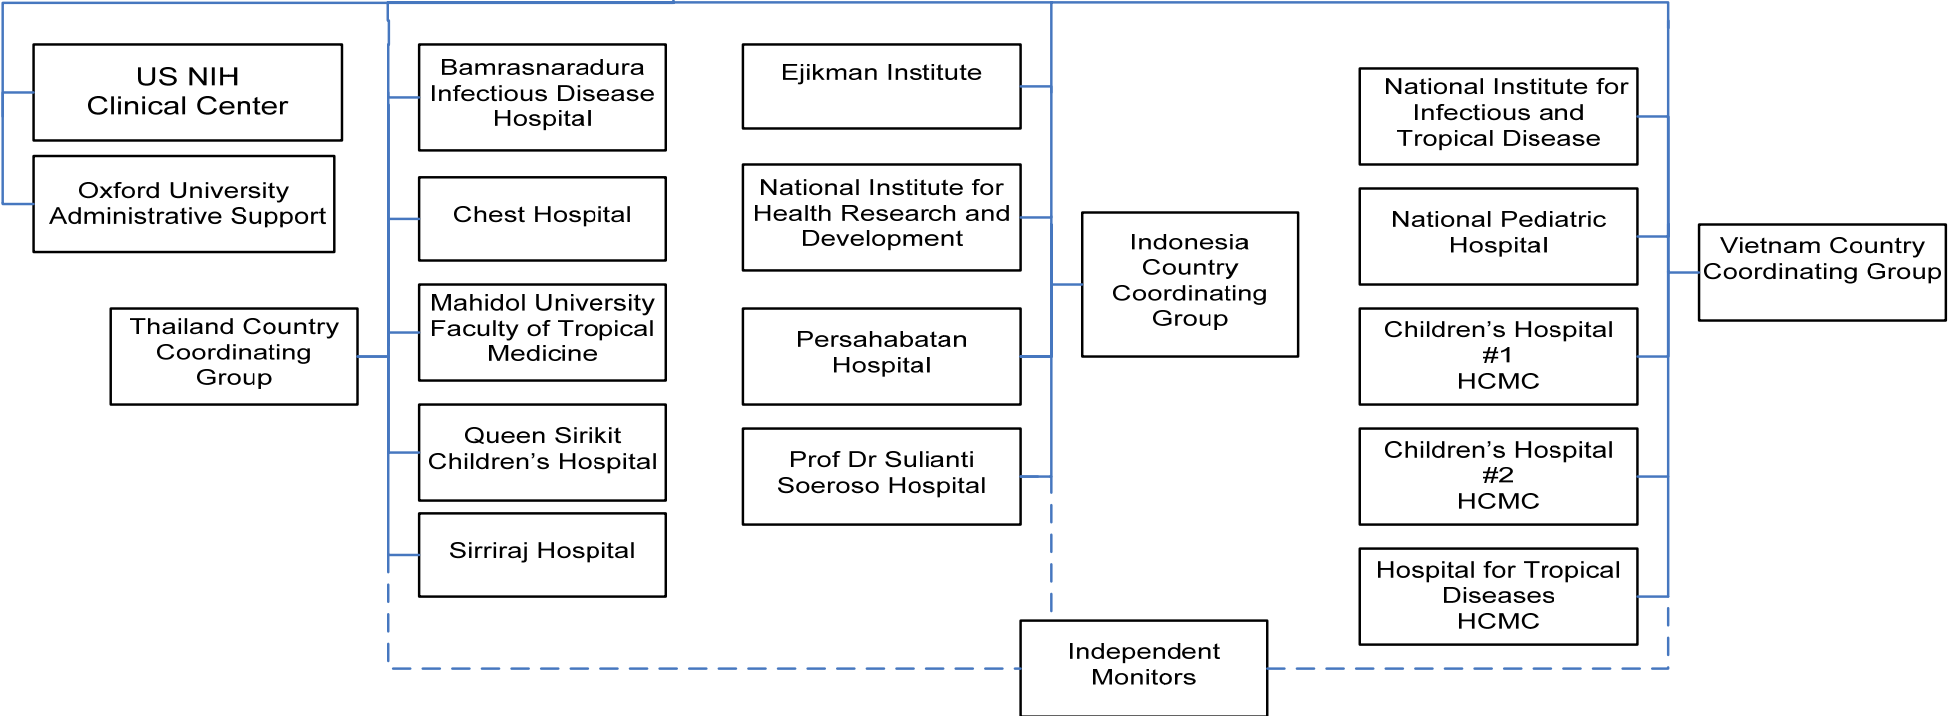 US NIH
Clinical Center
Oxford University
Administrative Support
Thailand Country
Coordinating
Group
Bamrasnaradura
Infectious Disease
Hospital
Chest Hospital
Mahidol University
Faculty of Tropical
Medicine
Queen Sirikit
Children’s Hospital
Sirriraj Hospital
Ejikman Institute
National Institute for
Health Research and
Development
Persahabatan
Hospital
Prof Dr Sulianti
Soeroso Hospital
Indonesia
Country
Coordinating
Group
National Institute for
Infectious and
Tropical Disease
National Pediatric
Hospital
Children’s Hospital
#1
HCMC
Children’s Hospital
#2
HCMC
Hospital for Tropical
Diseases
HCMC
Vietnam Country
Coordinating Group
Independent
Monitors